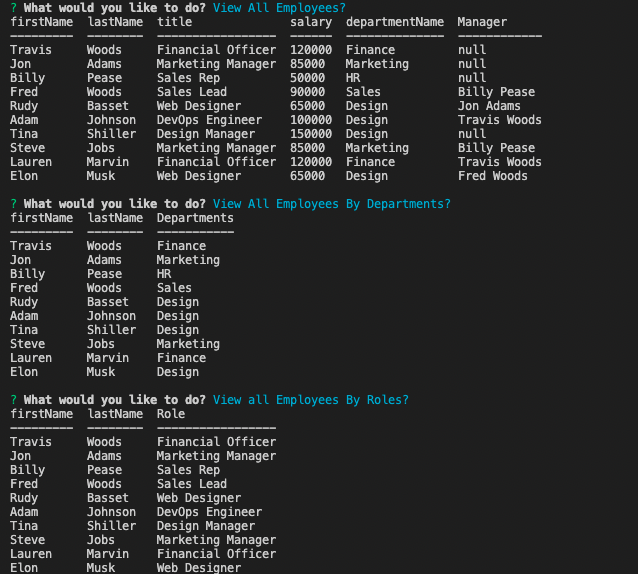 ? What would you like to do? View All Employees?
firstName  lastName  title              salary  departmentName  Manager
---------  --------  -----------------  ------  --------------  ------------
Travis     Woods     Financial Officer  120000  Finance         null
Jon        Adams     Marketing Manager  85000   Marketing       null
Billy      Pease     Sales Rep          50000   HR              null
Fred       Woods     Sales Lead         90000   Sales           Billy Pease
Rudy       Basset    Web Designer       65000   Design          Jon Adams
Adam       Johnson   DevOps Engineer    100000  Design          Travis Woods
Tina       Shiller   Design Manager     150000  Design          null
Steve      Jobs      Marketing Manager  85000   Marketing       Billy Pease
Lauren     Marvin    Financial Officer  120000  Finance         Travis Woods
Elon       Musk      Web Designer       65000   Design          Fred Woods
? What would you like to do? View All Employees By Departments?
firstName  lastName  Departments
---------  --------  -----------
Travis     Woods     Finance
Jon        Adams     Marketing
Billy      Pease     HR
Fred       Woods     Sales
Rudy       Basset    Design
Adam       Johnson   Design
Tina       Shiller   Design
Steve      Jobs      Marketing
Lauren     Marvin    Finance
Elon       Musk      Design
? What would you like to do? View all Employees By Roles?
firstName  lastName  Role
---------  --------  -----------------
Travis     Woods     Financial Officer
Jon        Adams     Marketing Manager
Billy      Pease     Sales Rep
Fred       Woods     Sales Lead
Rudy       Basset    Web Designer
Adam       Johnson   DevOps Engineer
Tina       Shiller   Design Manager
Steve      Jobs      Marketing Manager
Lauren     Marvin    Financial Officer
Elon       Musk      Web Designer